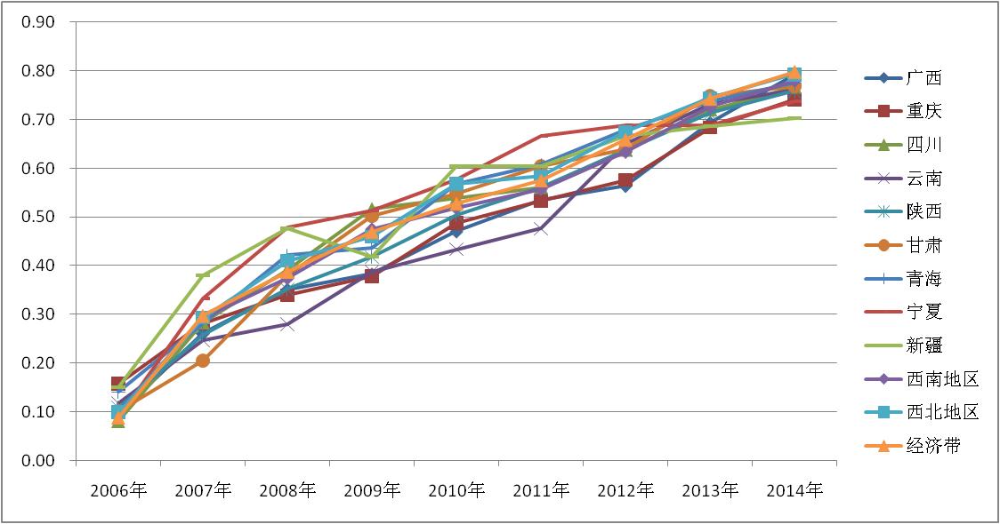 0.90
0.80
0.70
0.60
0.50
0.40
0.30
0.20
0.10
0.00
2006年 2007年 2008年 2009年 2010年 2011年 2012年 2013年 2014年
广西
重庆
四川
云南
陕西
甘肃
青海
宁夏
新疆
西南地区
西北地区
经济带